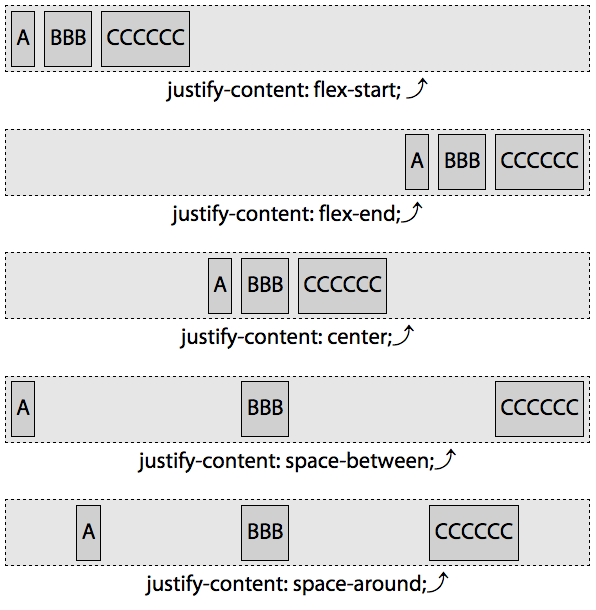 A BBB CCCCCC
justify-content: flex-start;
A BBB CCCCCC
justify-content: flex-end;
A BBB CCCCCC
justify-content: center;
A BBB CCCCCC
justify-content: space-between;
A BBB CCCCCC
justify-content: space-around;